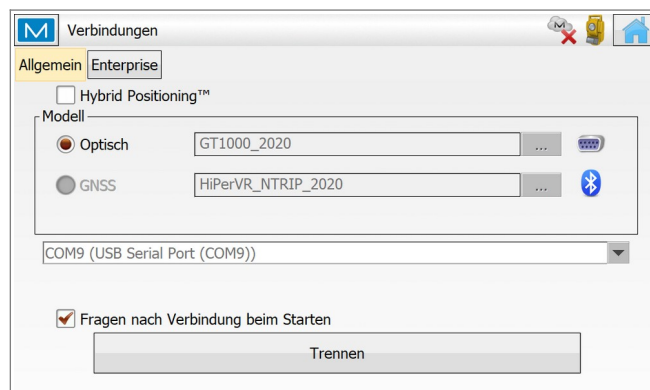 M Verbindungen
M
Allgemein Enterprise
Hybrid Positioning™
Modell
Optisch GT1000_2020 ...
GNSS HiPerVR_NTRIP_2020 ...
COM9 (USB Serial Port (COM9))
Fragen nach Verbindung beim Starten
Trennen